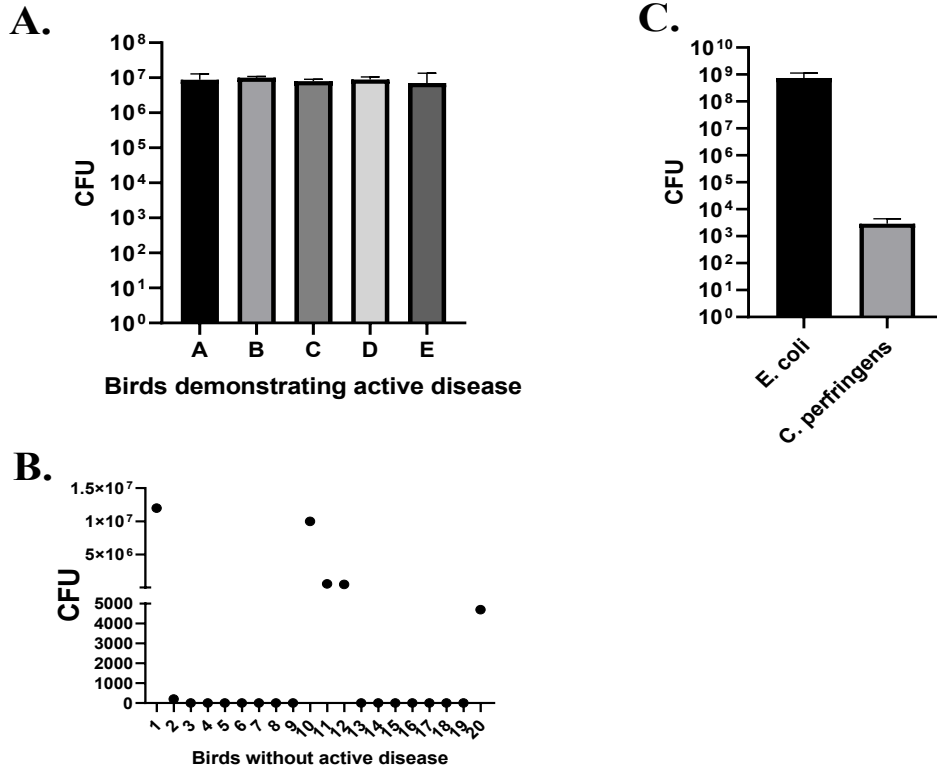 A.
10⁸
10⁷
10⁶
10⁵
10⁴
10³
10²
10¹
10⁰
CFU
A B C D E
Birds demonstrating active disease
C.
10¹⁰
10⁹
10⁸
10⁷
10⁶
10⁵
10⁴
10³
10²
10¹
10⁰
CFU
E. coli
C. perfringens
B.
1.5×10⁷
1×10⁷
5×10⁶
5000
4000
3000
2000
1000
0
CFU
1 2 3 4 5 6 7 8 9 10 11 12 13 14 15 16 17 18 19 20
Birds without active disease